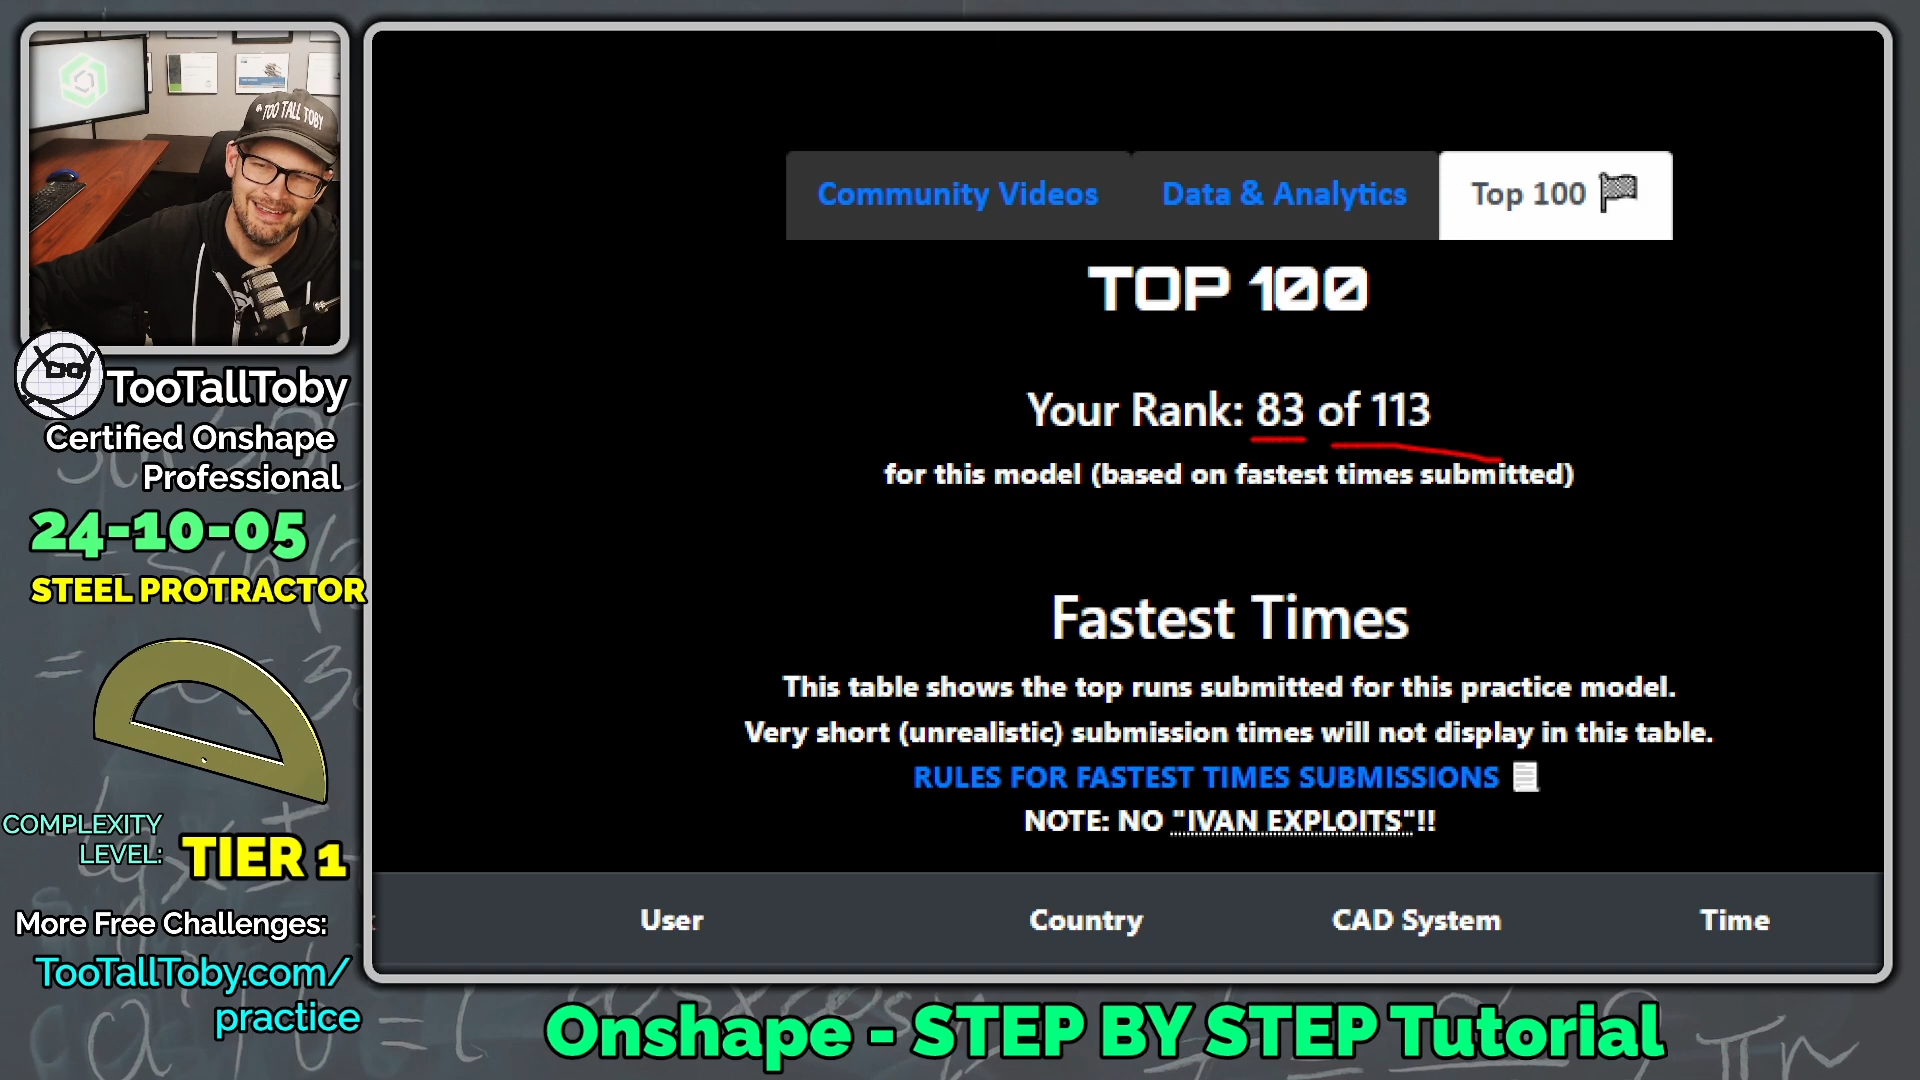 "TOO TALL TOBY
TooTallToby
Certified Onshape
Professional
24-10-05
STEEL PROTRACTOR
COMPLEXITY
LEVEL:
TIER 1
More Free Challenges:
TooTallToby.com/
practice
Community Videos
Data & Analytics
Top 100
TOP 100
Your Rank: 83 of 113
for this model (based on fastest times submitted)
Fastest Times
This table shows the top runs submitted for this practice model.
Very short (unrealistic) submission times will not display in this table.
RULES FOR FASTEST TIMES SUBMISSIONS
NOTE: NO "IVAN EXPLOITS"!!
User Country CAD System Time
Onshape - STEP BY STEP Tutorial